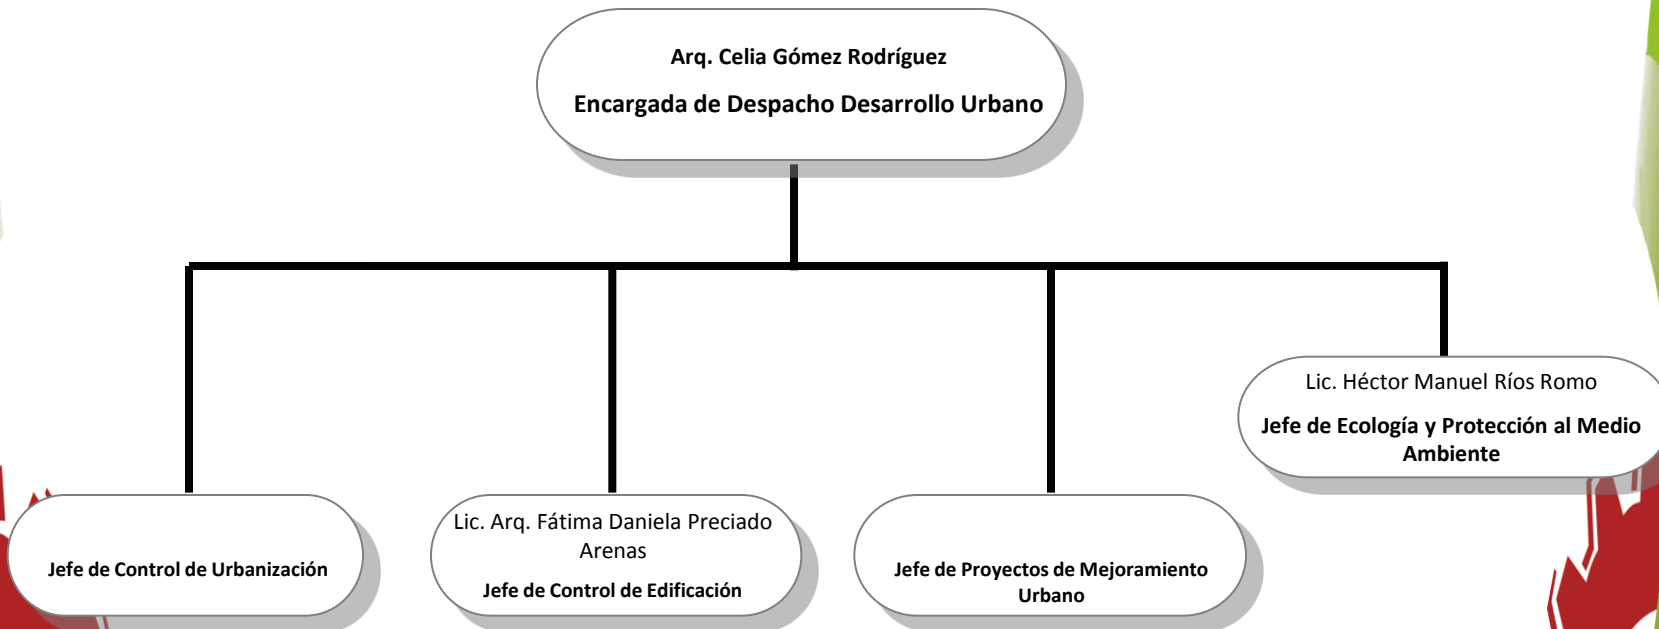 Arq. Celia Gómez Rodríguez
Encargada de Despacho Desarrollo Urbano
Lic. Héctor Manuel Ríos Romo
Jefe de Ecología y Protección al Medio
Ambiente
Jefe de Control de Urbanización
Lic. Arq. Fátima Daniela Preciado
Arenas
Jefe de Control de Edificación
Jefe de Proyectos de Mejoramiento
Urbano